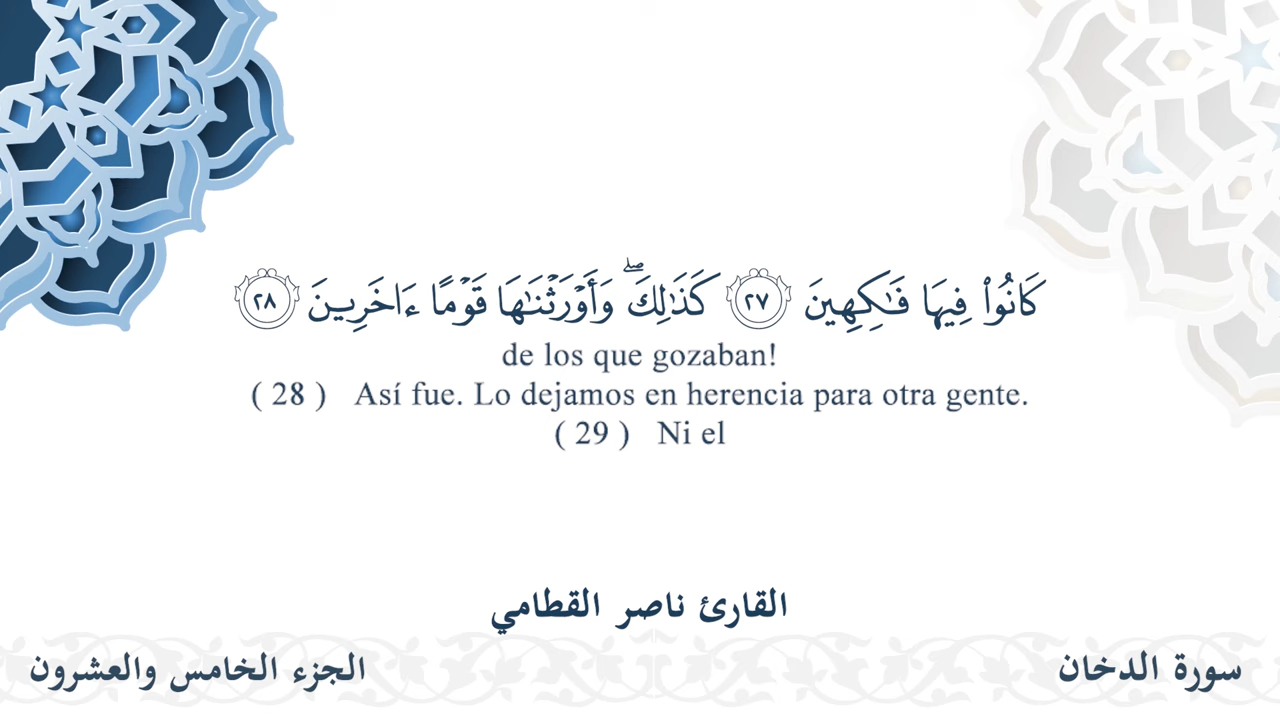 كَانُوا۟ فِيهَا فَـٰكِهِينَ ٢٧ كَذَٰلِكَ ۖ وَأَوْرَثْنَـٰهَا قَوْمًا ءَاخَرِينَ ٢٨
de los que gozaban!
( 28 ) Así fue. Lo dejamos en herencia para otra gente.
( 29 ) Ni el
القارئ ناصر القطامي
سورة الدخان
الجزء الخامس والعشرون